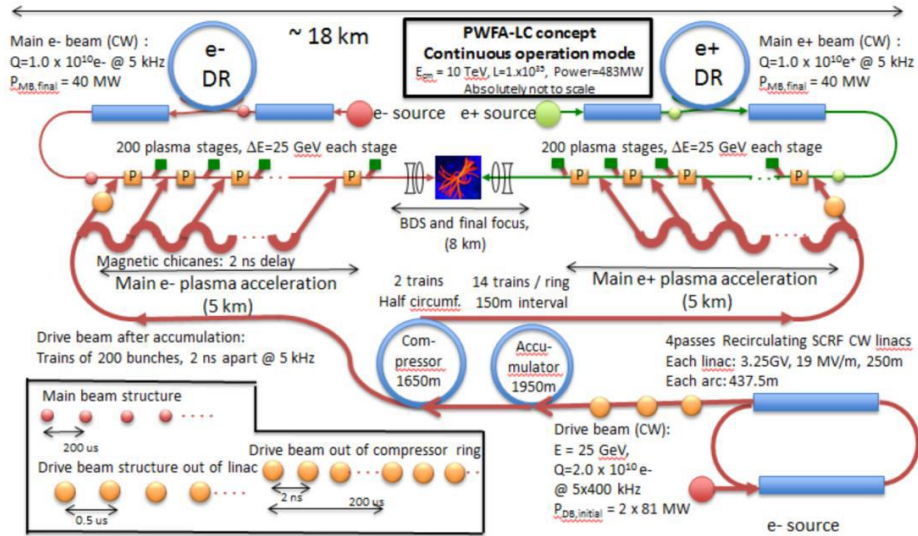 ~ 18 km
Main e- beam (CW) :
Q=1.0 x 10¹⁰e- @ 5 kHz
P_MB,final = 40 MW
e-
DR
PWFA-LC concept
Continuous operation mode
E_cm = 10 TeV, L=1.x10³⁵, Power=483MW
Absolutely not to scale
e+
DR
Main e+ beam (CW) :
Q=1.0 x 10¹⁰e+ @ 5 kHz
P_MB,final = 40 MW
e- source
e+ source
200 plasma stages, ΔE=25 GeV each stage
200 plasma stages, ΔE=25 GeV each stage
P P P P
P P P P
BDS and final focus,
(8 km)
Magnetic chicanes: 2 ns delay
Main e- plasma acceleration
(5 km)
Main e+ plasma acceleration
(5 km)
2 trains
Half circumf.
14 trains / ring
150m interval
Drive beam after accumulation:
Trains of 200 bunches, 2 ns apart @ 5 kHz
Com-
pressor
1650m
Accu-
mulator
1950m
4passes Recirculating SCRF CW linacs
Each linac: 3.25GV, 19 MV/m, 250m
Each arc: 437.5m
Main beam structure
200 us
Drive beam structure out of linac
0.5 us
Drive beam out of compressor ring
2 ns
200 us
Drive beam (CW):
E = 25 GeV,
Q=2.0 x 10¹⁰ e-
@ 5x400 kHz
P_DB,initial = 2 x 81 MW
e- source